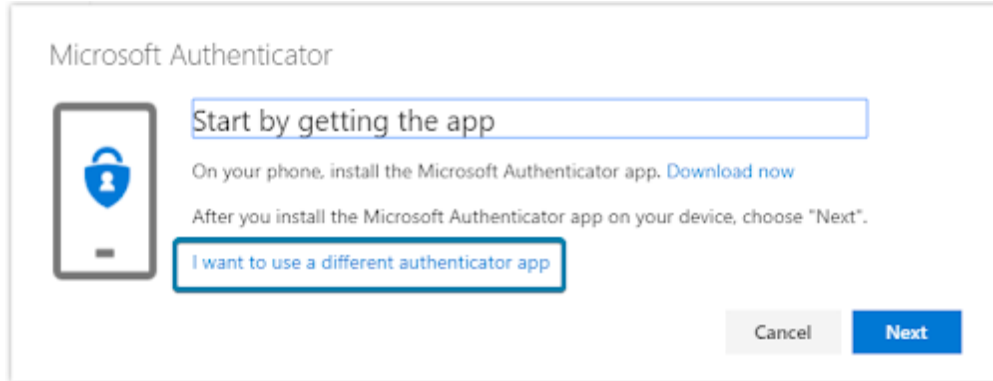 Microsoft Authenticator
Start by getting the app
On your phone, install the Microsoft Authenticator app. Download now
After you install the Microsoft Authenticator app on your device, choose "Next".
I want to use a different authenticator app
Cancel
Next